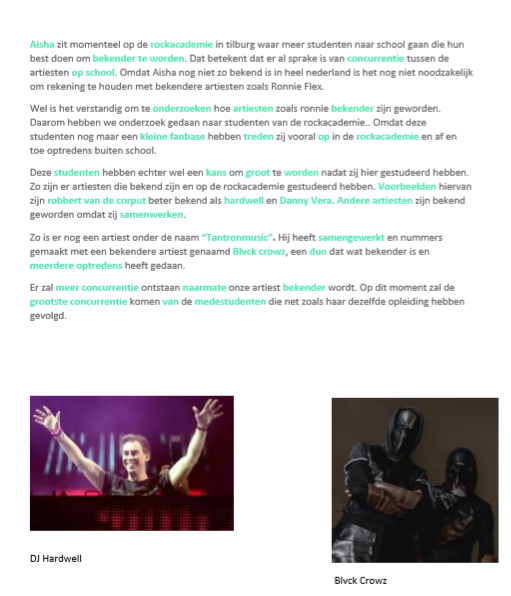 Aisha zit momenteel op de rockacademie in tilburg waar meer studenten naar school gaan die hun
best doen om bekender te worden. Dat betekent dat er al sprake is van concurrentie tussen de
artiesten op school. Omdat Aisha nog niet zo bekend is in heel nederland is het nog niet noodzakelijk
om rekening te houden met bekendere artiesten zoals Ronnie Flex.
Wel is het verstandig om te onderzoeken hoe artiesten zoals ronnie bekender zijn geworden.
Daarom hebben we onderzoek gedaan naar studenten van de rockacademie.. Omdat deze
studenten nog maar een kleine fanbase hebben treden zij vooral op in de rockacademie en af en
toe optredens buiten school.
Deze studenten hebben echter wel een kans om groot te worden nadat zij hier gestudeerd hebben.
Zo zijn er artiesten die bekend zijn en op de rockacademie gestudeerd hebben. Voorbeelden hiervan
zijn robbert van de corput beter bekend als hardwell en Danny Vera. Andere artiesten zijn bekend
geworden omdat zij samenwerken.
Zo is er nog een artiest onder de naam "Tantronmusic". Hij heeft samengewerkt en nummers
gemaakt met een bekendere artiest genaamd Blvck crowz, een duo dat wat bekender is en
meerdere optredens heeft gedaan.
Er zal meer concurrentie ontstaan naarmate onze artiest bekender wordt. Op dit moment zal de
grootste concurrentie komen van de medestudenten die net zoals haar dezelfde opleiding hebben
gevolgd.
DJ Hardwell
Blvck Crowz